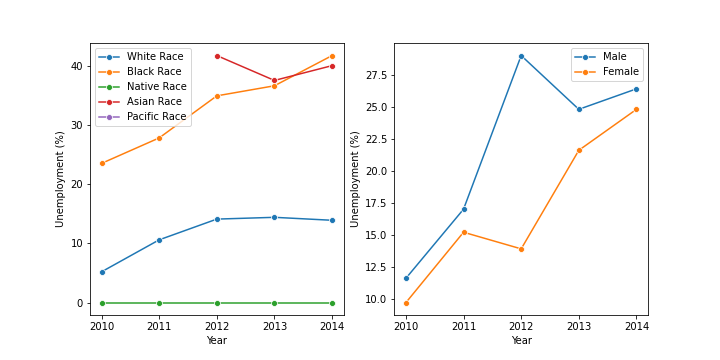 White Race
Black Race
Native Race
Asian Race
Pacific Race
40
30
20
10
0
Unemployment (%)
2010 2011 2012 2013 2014
Year
Male
Female
27.5
25.0
22.5
20.0
17.5
15.0
12.5
10.0
Unemployment (%)
2010 2011 2012 2013 2014
Year